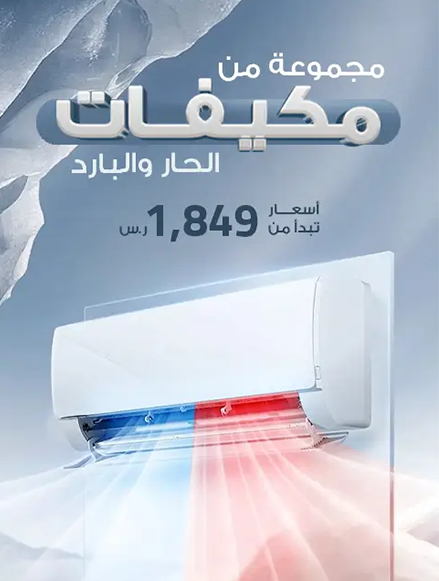 مجموعة من
مكيفات
الحار والبارد
أسعار
تبدأ من 1,849 ر.س